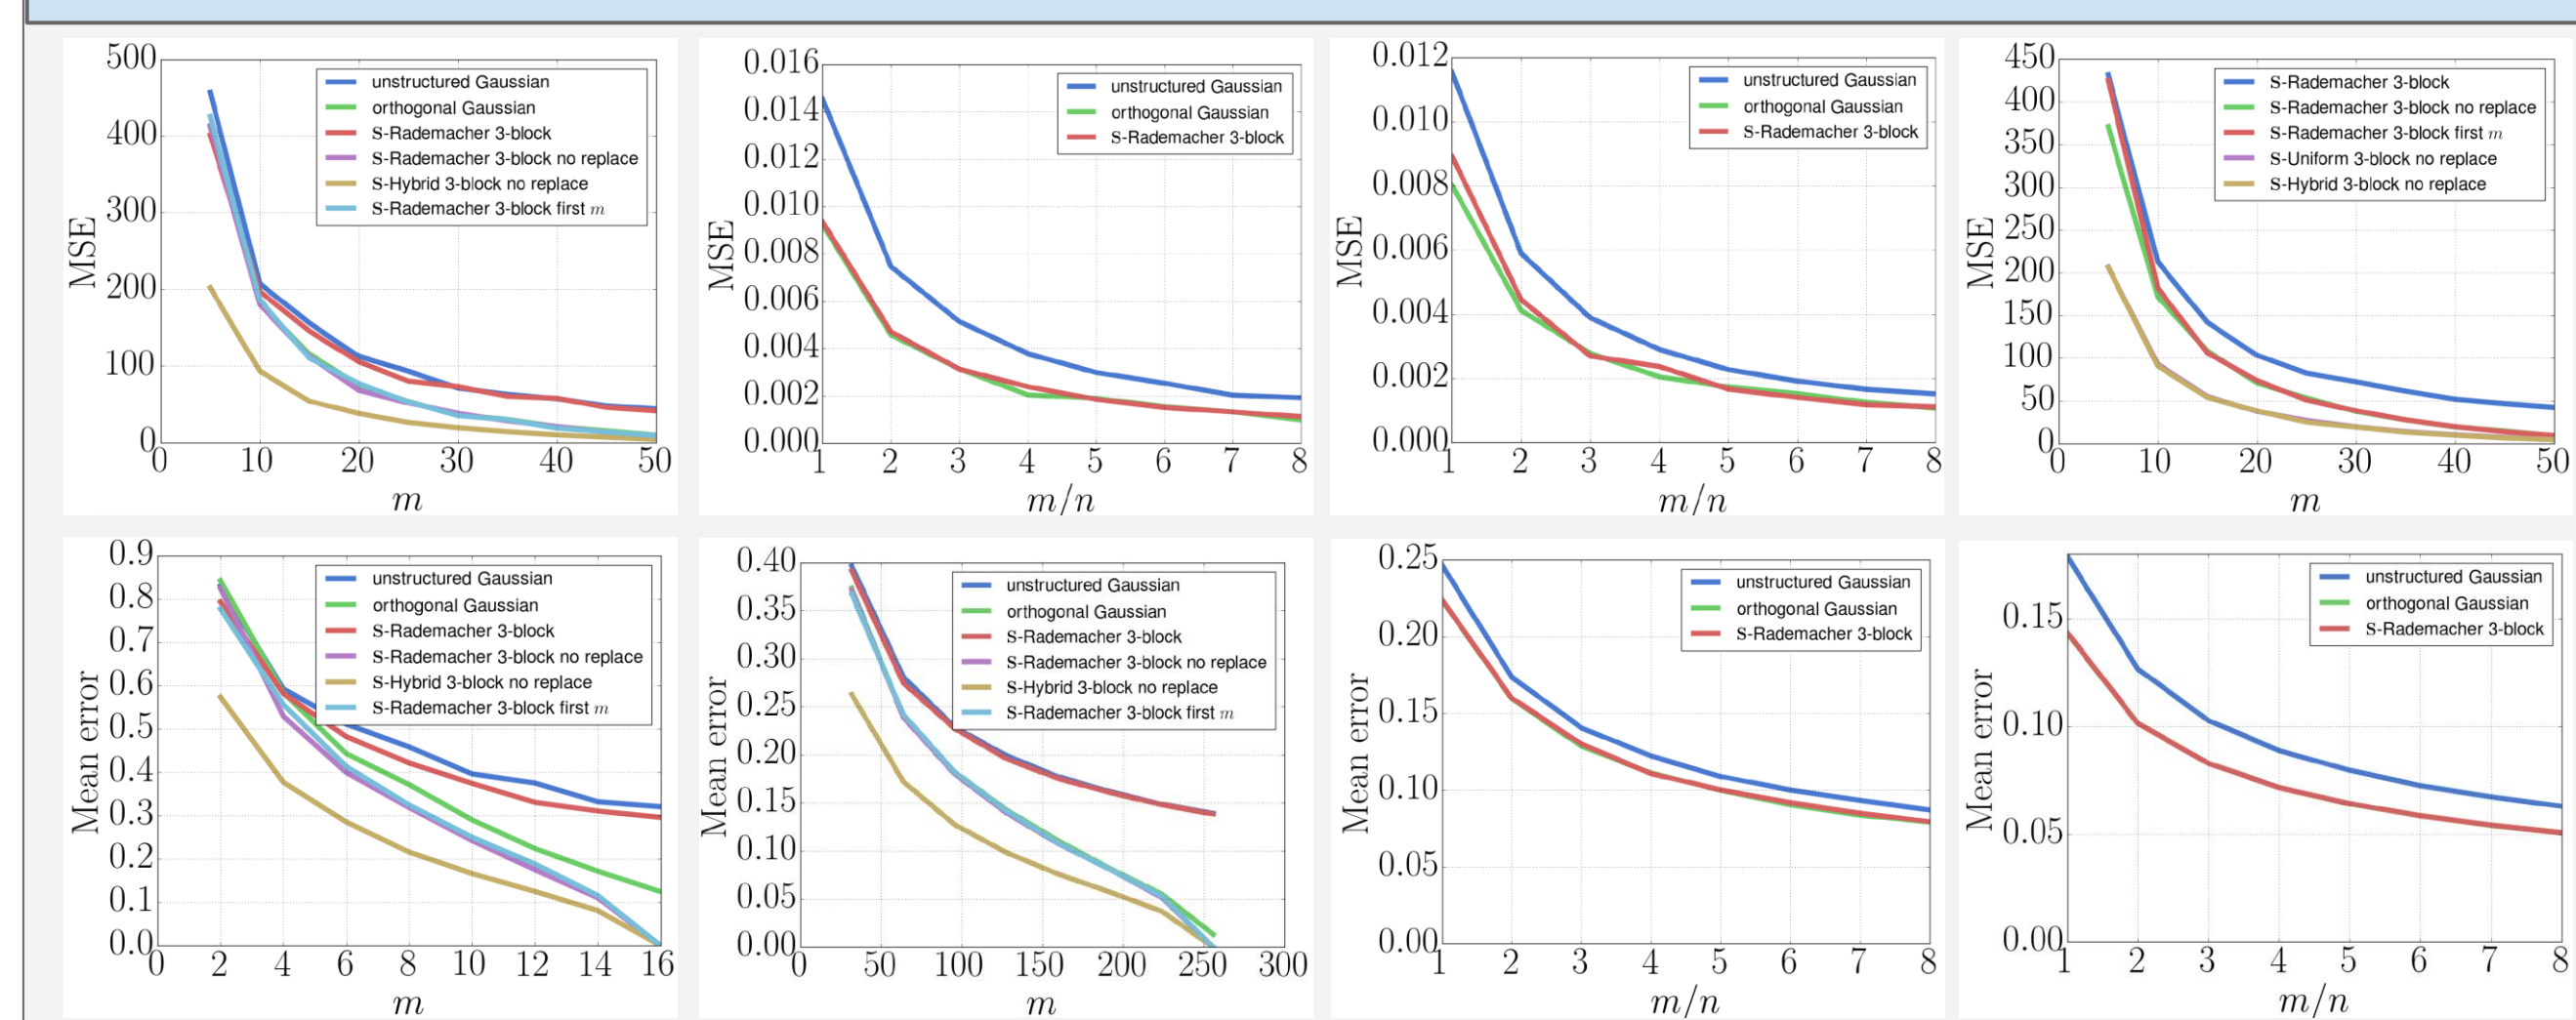 500
400
300
200
100
0
MSE
unstructured Gaussian
orthogonal Gaussian
S-Rademacher 3-block
S-Rademacher 3-block no replace
S-Hybrid 3-block no replace
S-Rademacher 3-block first m
0 10 20 30 40 50
m
0.016
0.014
0.012
0.010
0.008
0.006
0.004
0.002
0.000
MSE
unstructured Gaussian
orthogonal Gaussian
S-Rademacher 3-block
1 2 3 4 5 6 7 8
m/n
0.012
0.010
0.008
0.006
0.004
0.002
0.000
MSE
unstructured Gaussian
orthogonal Gaussian
S-Rademacher 3-block
1 2 3 4 5 6 7 8
m/n
450
400
350
300
250
200
150
100
50
0
MSE
S-Rademacher 3-block
S-Rademacher 3-block no replace
S-Rademacher 3-block first m
S-Uniform 3-block no replace
S-Hybrid 3-block no replace
0 10 20 30 40 50
m
0.9
0.8
0.7
0.6
0.5
0.4
0.3
0.2
0.1
0.0
Mean error
unstructured Gaussian
orthogonal Gaussian
S-Rademacher 3-block
S-Rademacher 3-block no replace
S-Hybrid 3-block no replace
S-Rademacher 3-block first m
0 2 4 6 8 10 12 14 16
m
0.40
0.35
0.30
0.25
0.20
0.15
0.10
0.05
0.00
Mean error
unstructured Gaussian
orthogonal Gaussian
S-Rademacher 3-block
S-Rademacher 3-block no replace
S-Hybrid 3-block no replace
S-Rademacher 3-block first m
0 50 100 150 200 250 300
m
0.25
0.20
0.15
0.10
0.05
0.00
Mean error
unstructured Gaussian
orthogonal Gaussian
S-Rademacher 3-block
1 2 3 4 5 6 7 8
m/n
0.15
0.10
0.05
0.00
Mean error
unstructured Gaussian
orthogonal Gaussian
S-Rademacher 3-block
1 2 3 4 5 6 7 8
m/n